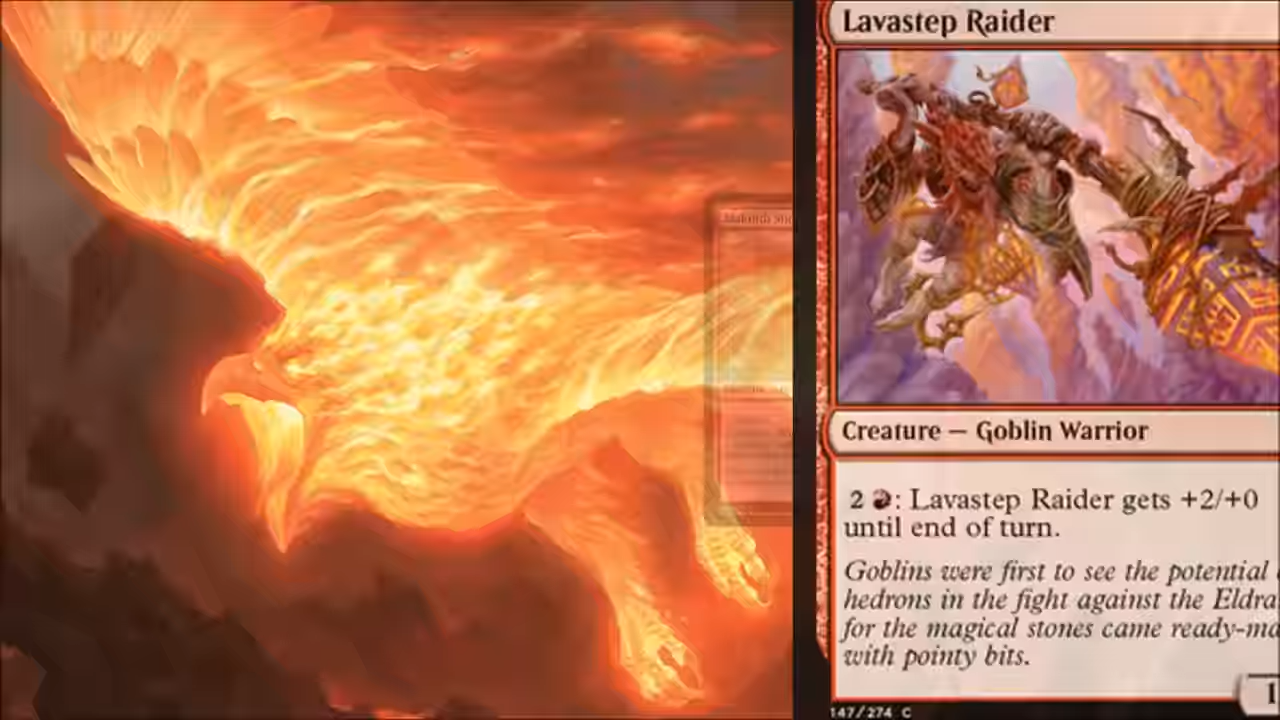 Lavastep Raider
Creature — Goblin Warrior
2 : Lavastep Raider gets +2/+0
until end of turn.
Goblins were first to see the potential
hedrons in the fight against the Eldra
for the magical stones came ready-ma
with pointy bits.
1
147/274 C